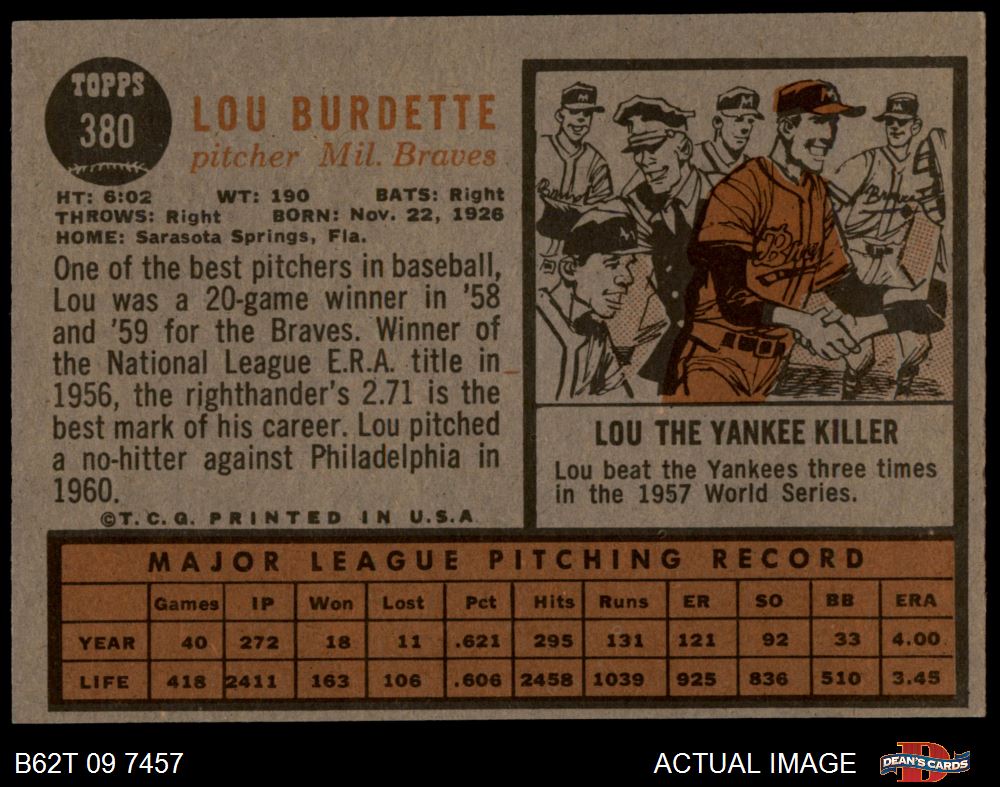 TOPPS
380
LOU BURDETTE
pitcher Mil. Braves
HT: 6:02 WT: 190 BATS: Right
THROWS: Right BORN: Nov. 22, 1926
HOME: Sarasota Springs, Fla.
One of the best pitchers in baseball,
Lou was a 20-game winner in '58
and '59 for the Braves. Winner of
the National League E.R.A. title in
1956, the righthander's 2.71 is the
best mark of his career. Lou pitched
a no-hitter against Philadelphia in
1960.
©T.C.G. PRINTED IN U.S.A.
M
M
M
M
LOU THE YANKEE KILLER
Lou beat the Yankees three times
in the 1957 World Series.
MAJOR LEAGUE PITCHING RECORD
Games IP Won Lost Pct Hits Runs ER SO BB ERA
YEAR 40 272 18 11 .621 295 131 121 92 33 4.00
LIFE 418 2411 163 106 .606 2458 1039 925 836 510 3.45
B62T 09 7457
ACTUAL IMAGE
DEAN'S CARDS